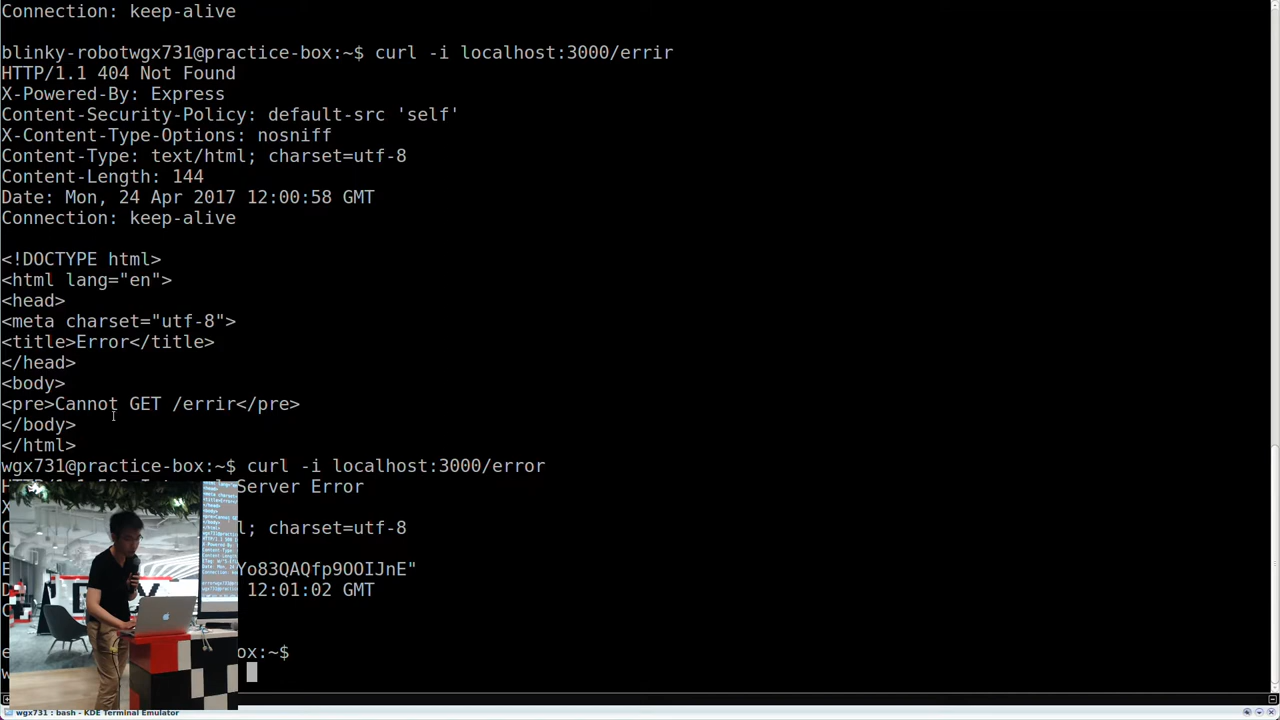 Connection: keep-alive
blinky-robotwgx731@practice-box:~$ curl -i localhost:3000/errir
HTTP/1.1 404 Not Found
X-Powered-By: Express
Content-Security-Policy: default-src 'self'
X-Content-Type-Options: nosniff
Content-Type: text/html; charset=utf-8
Content-Length: 144
Date: Mon, 24 Apr 2017 12:00:58 GMT
Connection: keep-alive
<!DOCTYPE html>
<html lang="en">
<head>
<meta charset="utf-8">
<title>Error</title>
</head>
<body>
<pre>Cannot GET /errir</pre>
</body>
</html>
wgx731@practice-box:~$ curl -i localhost:3000/error
Server Error
l; charset=utf-8
Yo83QAQfp9OOIJnE"
12:01:02 GMT
ox:~$
wgx731 : bash - KDE Terminal Emulator